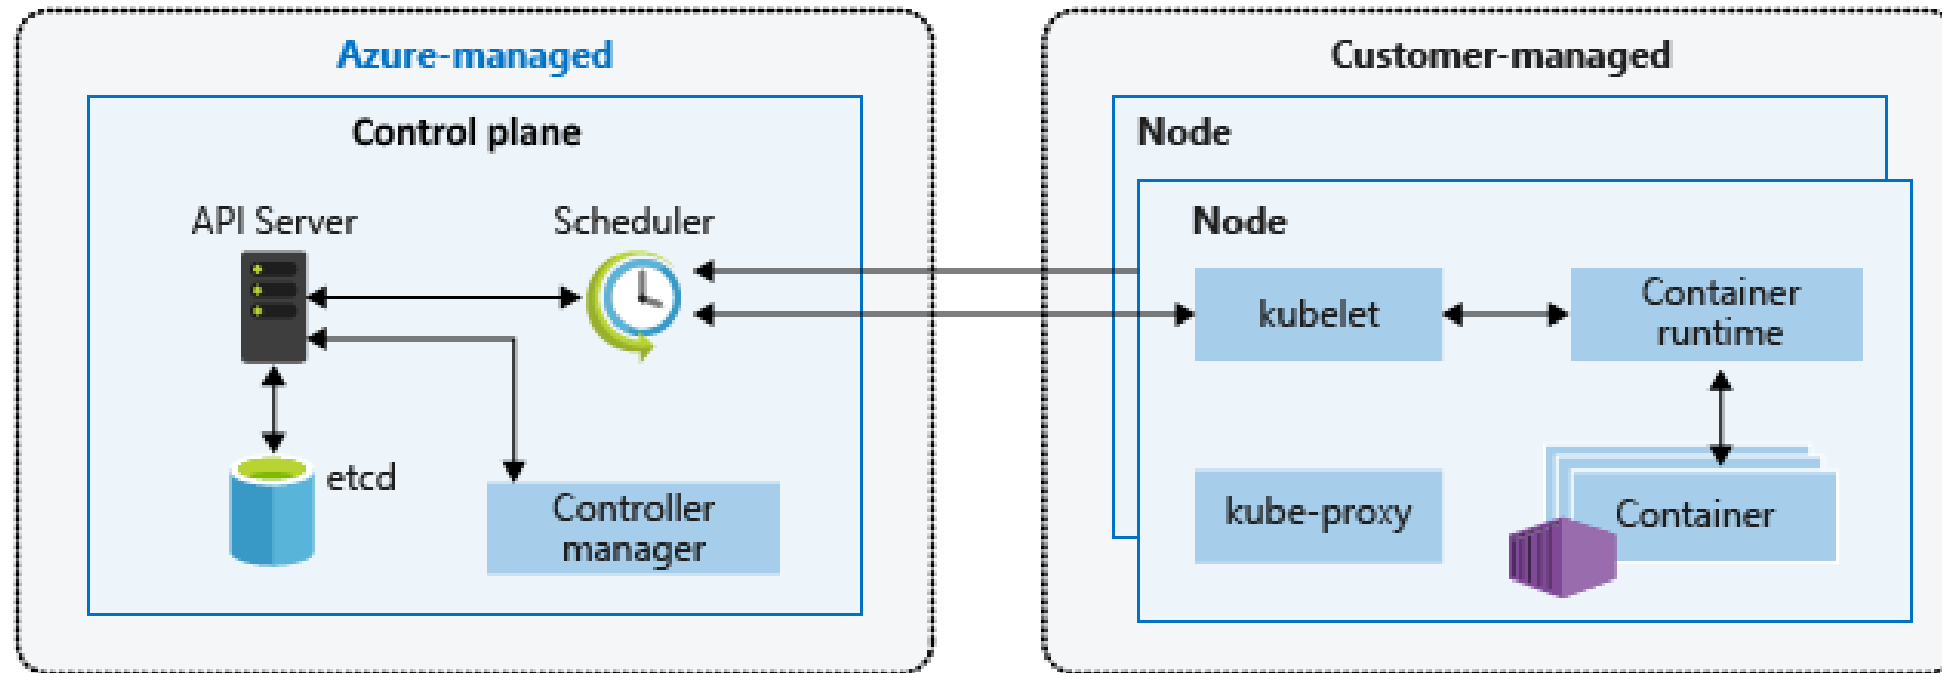 Azure-managed
Control plane
API Server
Scheduler
etcd
Controller
manager
Customer-managed
Node
Node
kubelet
Container
runtime
kube-proxy
Container